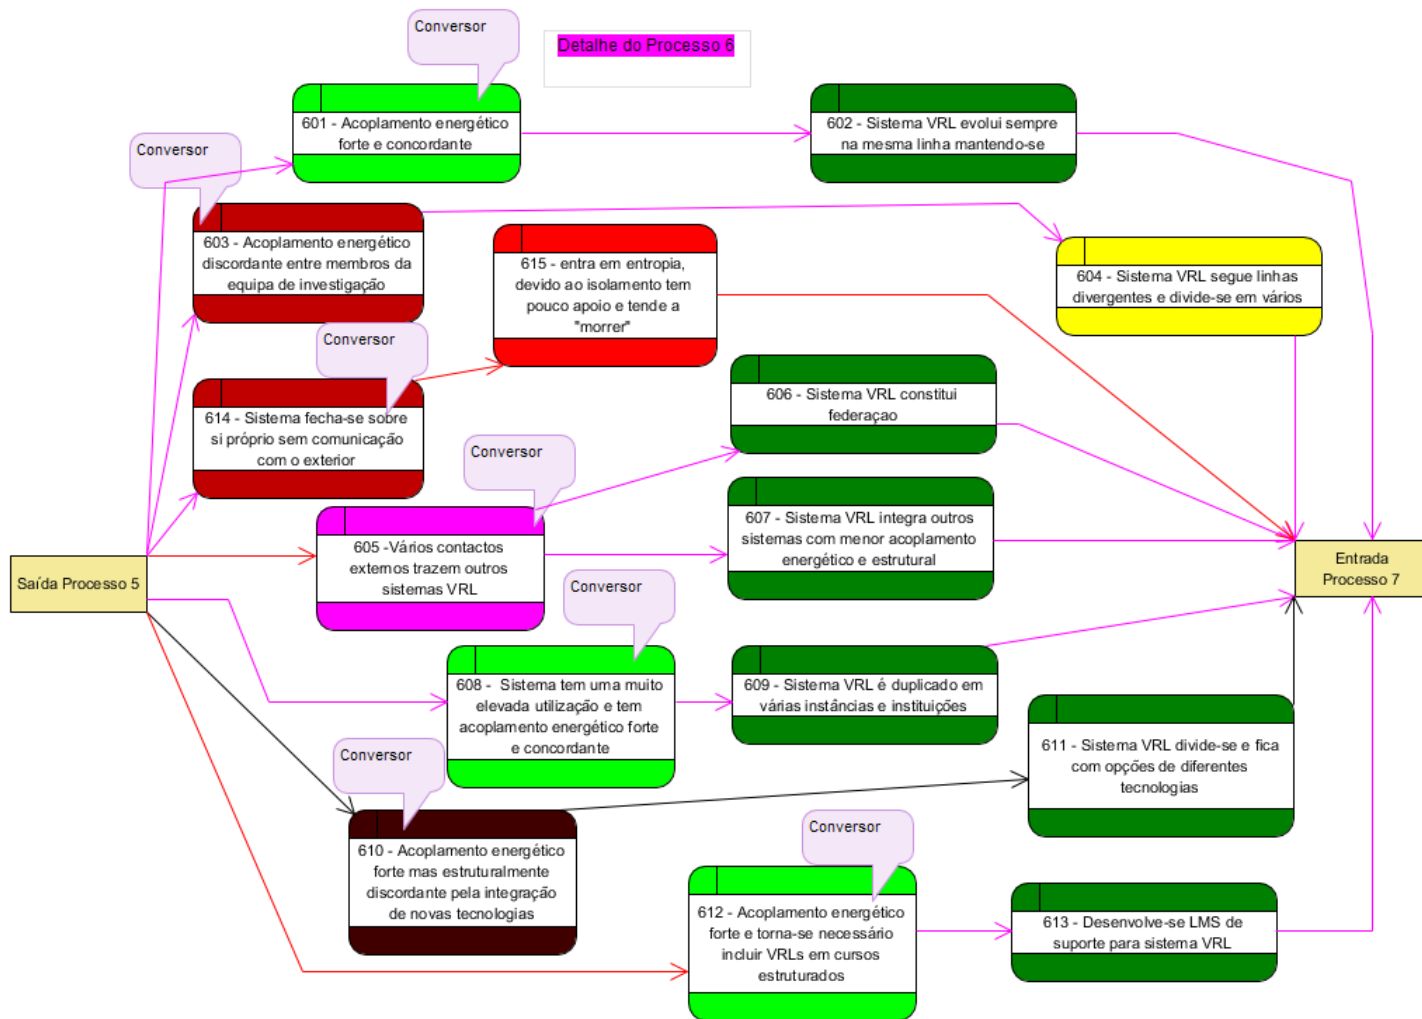 Conversor
Detalhe do Processo 6
601 - Acoplamento energético
forte e concordante
602 - Sistema VRL evolui sempre
na mesma linha mantendo-se
Conversor
603 - Acoplamento energético
discordante entre membros da
equipa de investigação
615 - entra em entropia,
devido ao isolamento tem
pouco apoio e tende a
"morrer"
604 - Sistema VRL segue linhas
divergentes e divide-se em vários
Conversor
614 - Sistema fecha-se sobre
si próprio sem comunicação
com o exterior
606 - Sistema VRL constitui
federaçao
Conversor
605 -Vários contactos
externos trazem outros
sistemas VRL
607 - Sistema VRL integra outros
sistemas com menor acoplamento
energético e estrutural
Saída Processo 5
Entrada
Processo 7
Conversor
608 - Sistema tem uma muito
elevada utilização e tem
acoplamento energético forte
e concordante
609 - Sistema VRL é duplicado em
várias instâncias e instituições
611 - Sistema VRL divide-se e fica
com opções de diferentes
tecnologias
Conversor
610 - Acoplamento energético
forte mas estruturalmente
discordante pela integração
de novas tecnologias
Conversor
612 - Acoplamento energético
forte e torna-se necessário
incluir VRLs em cursos
estruturados
613 - Desenvolve-se LMS de
suporte para sistema VRL